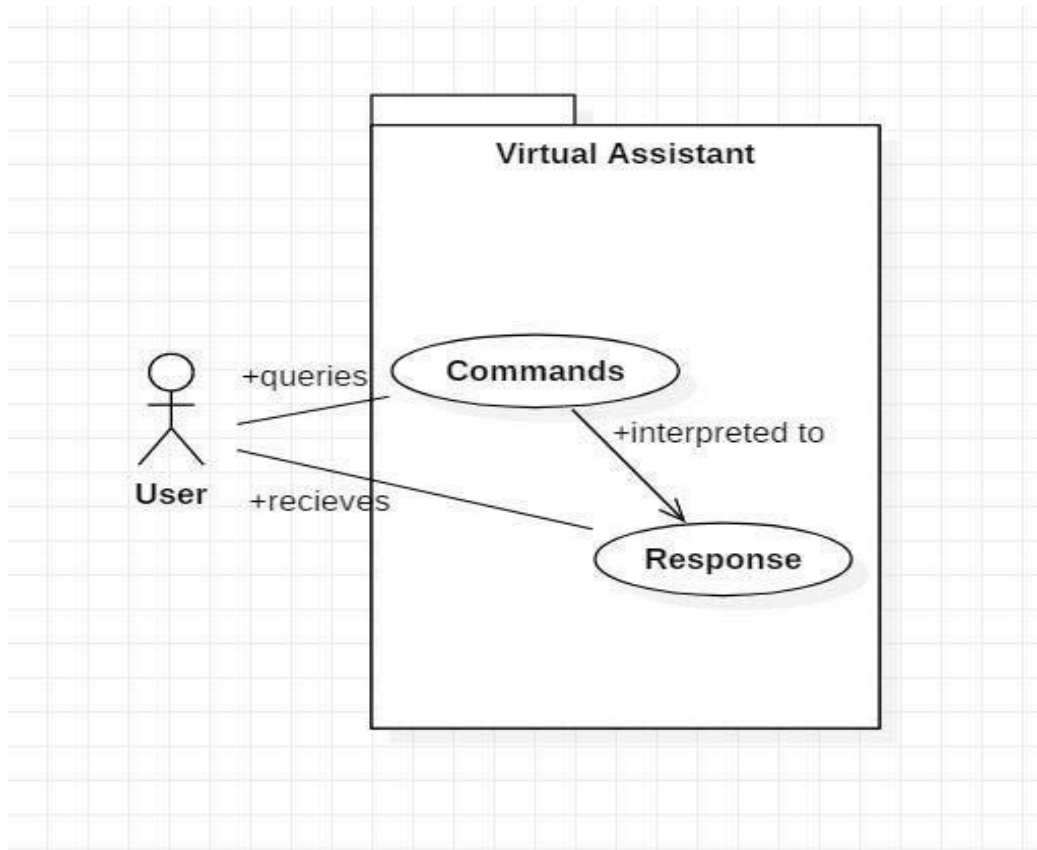 Virtual Assistant
+queries
Commands
+interpreted to
User
+recieves
Response